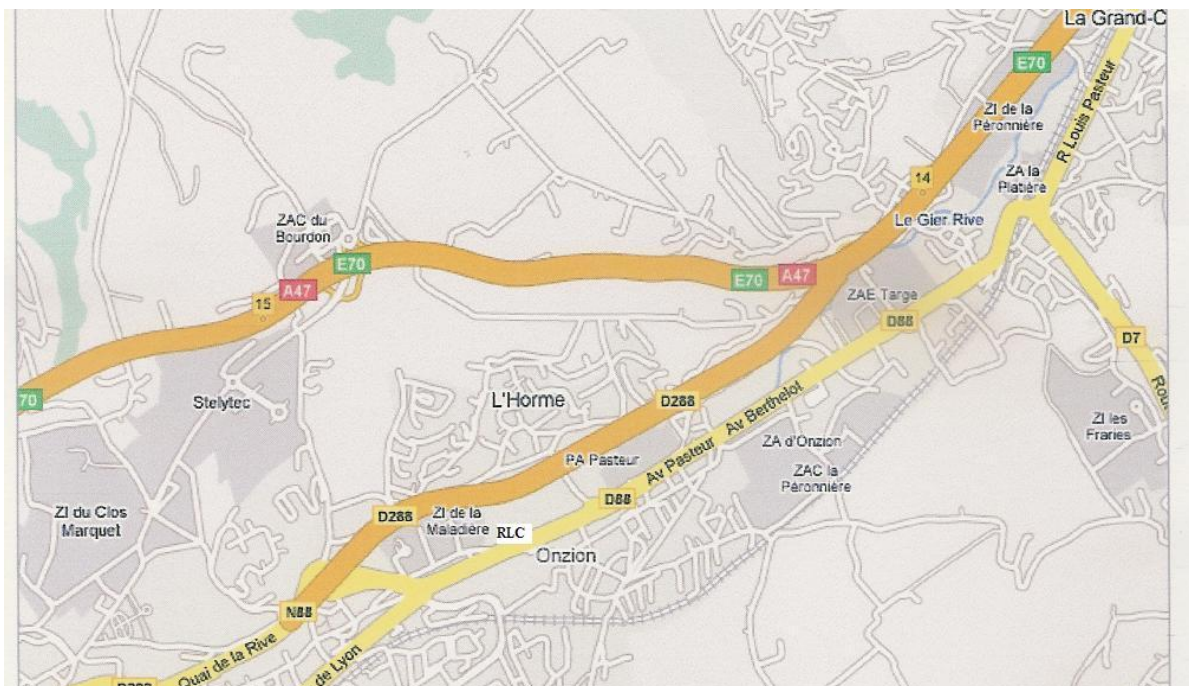 La Grand-C
E70
R Louis Pasteur
ZI de la
Péronnière
14
ZA la
Platière
Le Gier Rive
ZAC du
Bourdon
E70
A47
15
E70
A47
ZAE Targe
D88
D7
70
Stelytec
L'Horme
D288
Av Berthelot
ZI les
Fraries
PA Pasteur
Av Pasteur
ZA d'Onzion
ZAC la
Péronnière
D88
ZI du Clos
Marquet
D288
ZI de la
Maladière
RLC
Onzion
N88
Quai de la Rive
de Lyon